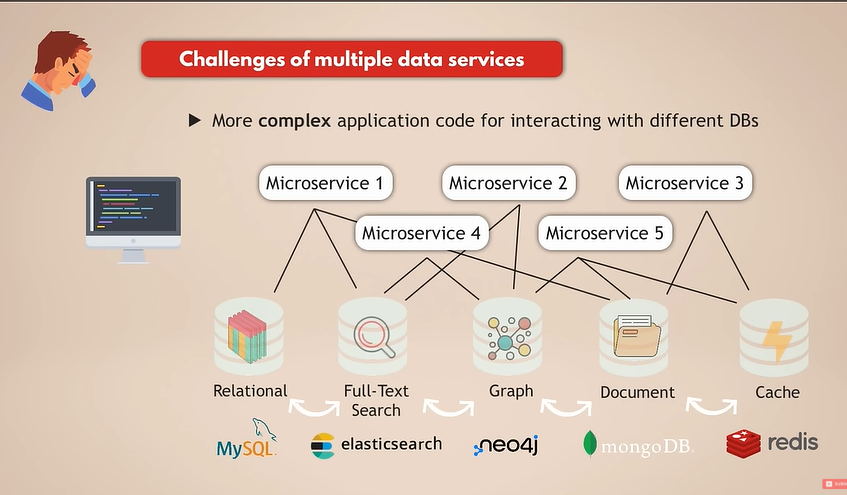 Challenges of multiple data services
▶ More complex application code for interacting with different DBs
Microservice 1
Microservice 2
Microservice 3
Microservice 4
Microservice 5
Relational
Full-Text
Search
Graph
Document
Cache
MySQL
elasticsearch
neo4j
mongoDB
redis